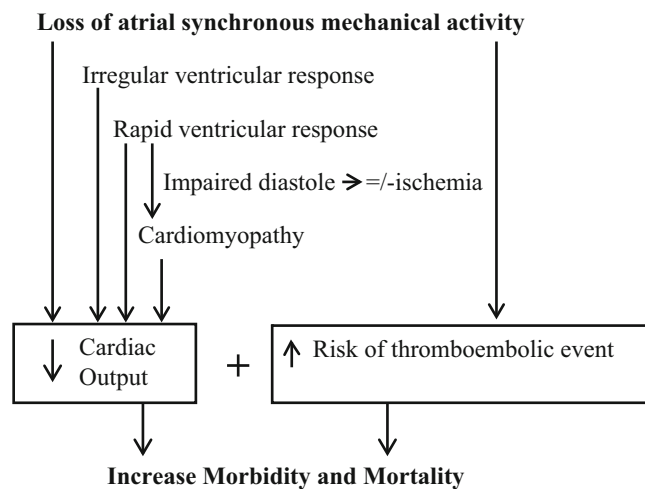 Loss of atrial synchronous mechanical activity
Irregular ventricular response
Rapid ventricular response
Impaired diastole → =/-ischemia
Cardiomyopathy
↓ Cardiac
Output
+
↑ Risk of thromboembolic event
Increase Morbidity and Mortality